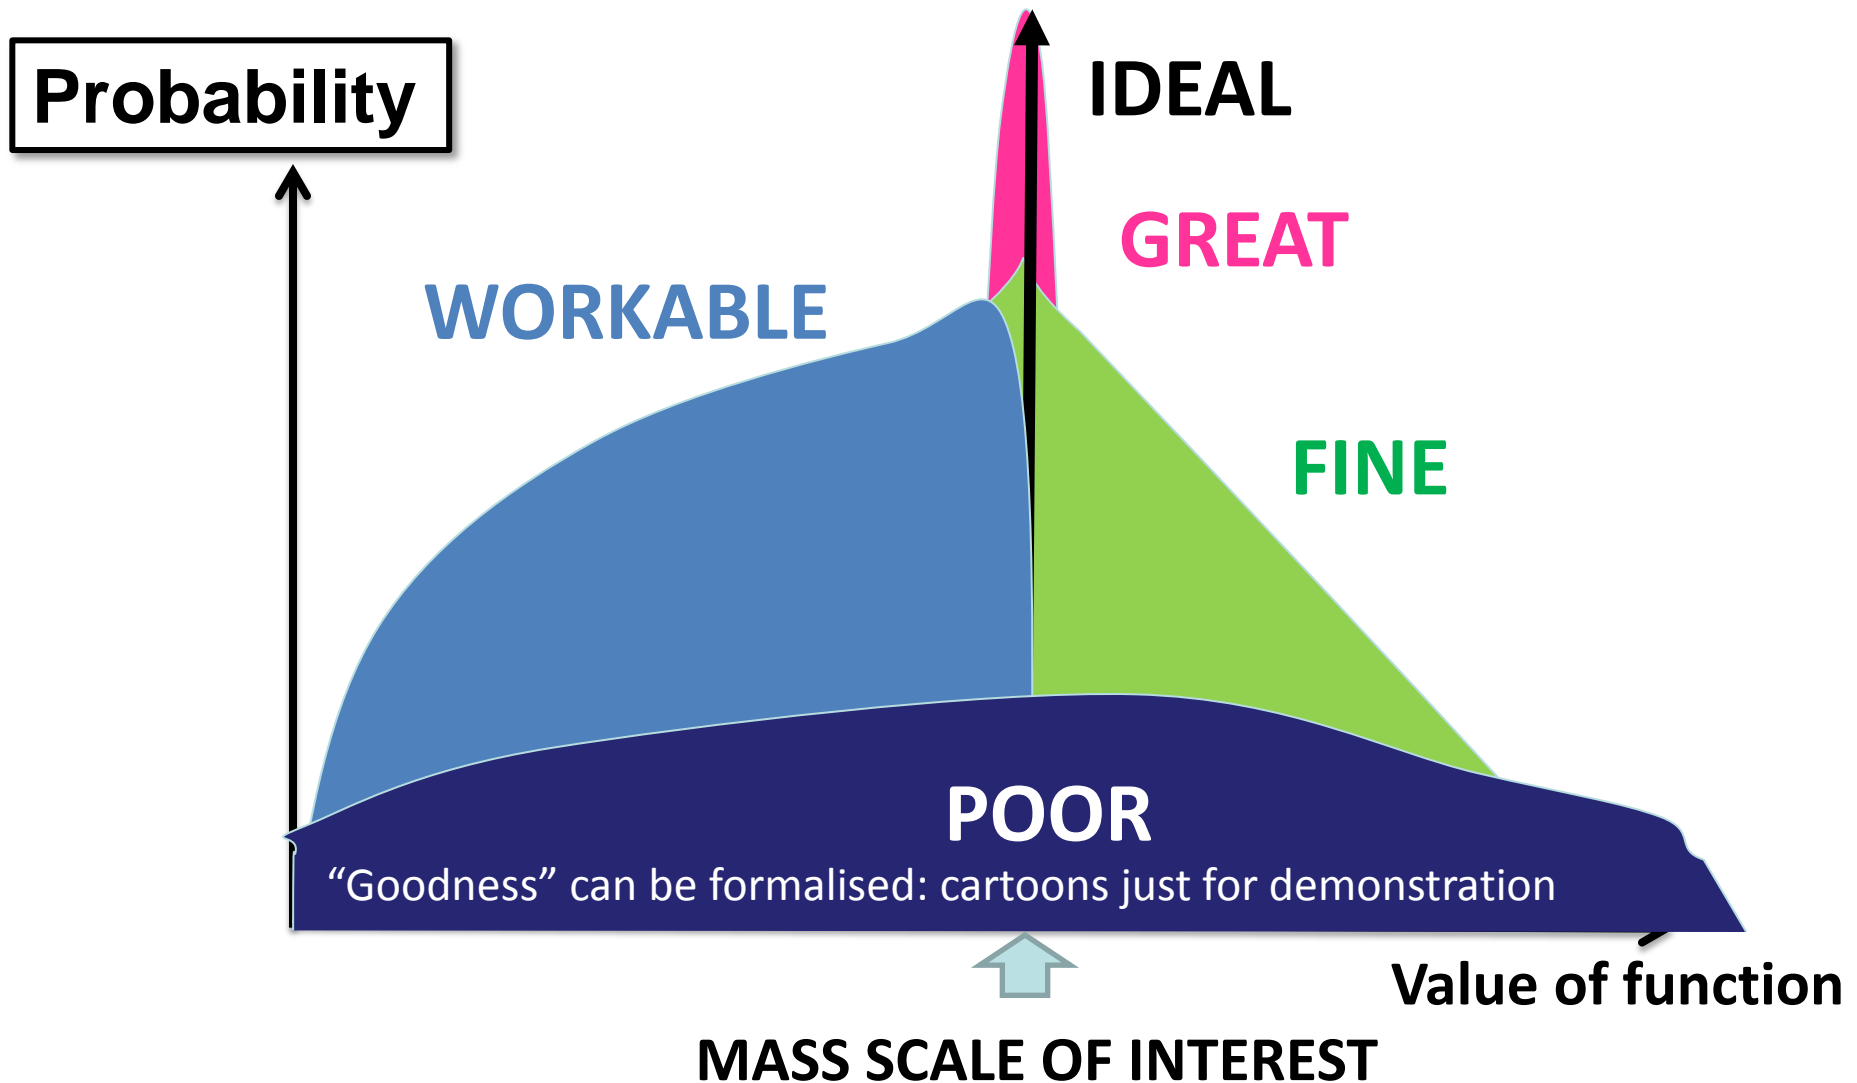 Probability
IDEAL
GREAT
WORKABLE
FINE
POOR
“Goodness” can be formalised: cartoons just for demonstration
Value of function
MASS SCALE OF INTEREST